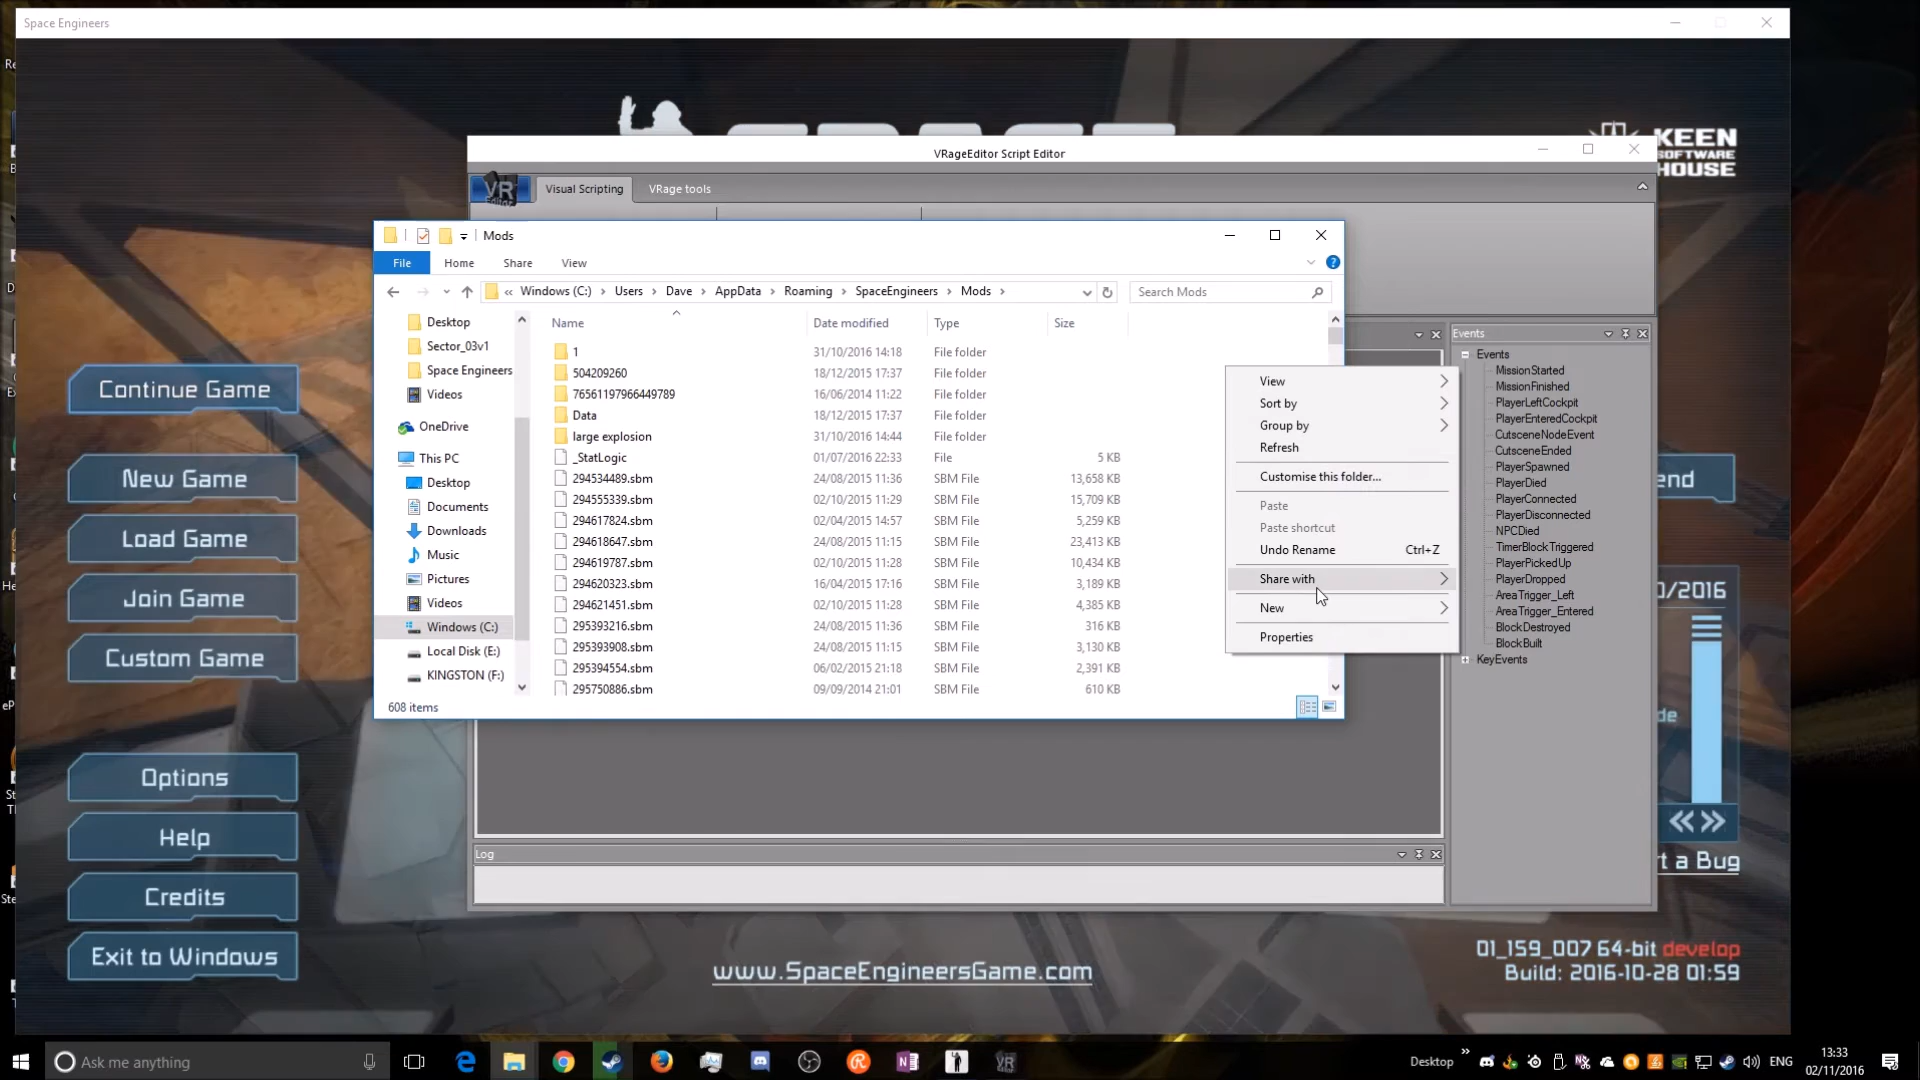 Space Engineers
KEEN
SOFTWARE
HOUSE
VRageEditor Script Editor
VR
Editor
Visual Scripting
VRage tools
Mods
File
Home
Share
View
« Windows (C:) › Users › Dave › AppData › Roaming › SpaceEngineers › Mods ›
Search Mods
Name
Date modified
Type
Size
1 31/10/2016 14:18 File folder
504209260 18/12/2015 17:37 File folder
76561197966449789 16/06/2014 11:22 File folder
Data 18/12/2015 17:37 File folder
large explosion 31/10/2016 14:44 File folder
_StatLogic 01/07/2016 22:33 File 5 KB
294534489.sbm 24/08/2015 11:36 SBM File 13,658 KB
294555339.sbm 02/10/2015 11:29 SBM File 15,709 KB
294617824.sbm 02/04/2015 14:57 SBM File 5,259 KB
294618647.sbm 24/08/2015 11:15 SBM File 23,413 KB
294619787.sbm 02/10/2015 11:28 SBM File 10,434 KB
294620323.sbm 16/04/2015 17:16 SBM File 3,189 KB
294621451.sbm 02/10/2015 11:28 SBM File 4,385 KB
295393216.sbm 24/08/2015 11:36 SBM File 316 KB
295393908.sbm 24/08/2015 11:15 SBM File 3,130 KB
295394554.sbm 06/02/2015 21:18 SBM File 2,391 KB
295750886.sbm 09/09/2014 21:01 SBM File 610 KB
608 items
Desktop
Sector_03v1
Space Engineers
Videos
OneDrive
This PC
Desktop
Documents
Downloads
Music
Pictures
Videos
Windows (C:)
Local Disk (E:)
KINGSTON (F:)
View
Sort by
Group by
Refresh
Customise this folder...
Paste
Paste shortcut
Undo Rename Ctrl+Z
Share with
New
Properties
Events
Events
MissionStarted
MissionFinished
PlayerLeftCockpit
PlayerEnteredCockpit
CutsceneNodeEvent
CutsceneEnded
PlayerSpawned
PlayerDied
PlayerConnected
PlayerDisconnected
NPCDied
TimerBlockTriggered
PlayerPickedUp
PlayerDropped
AreaTrigger_Left
AreaTrigger_Entered
BlockDestroyed
BlockBuilt
KeyEvents
Log
Continue Game
New Game
Load Game
Join Game
Custom Game
Options
Help
Credits
Exit to Windows
end
0/2016
de
t a Bug
www.SpaceEngineersGame.com
01_159_007 64-bit develop
Build: 2016-10-28 01:59
Ask me anything
Desktop
ENG
13:33
02/11/2016